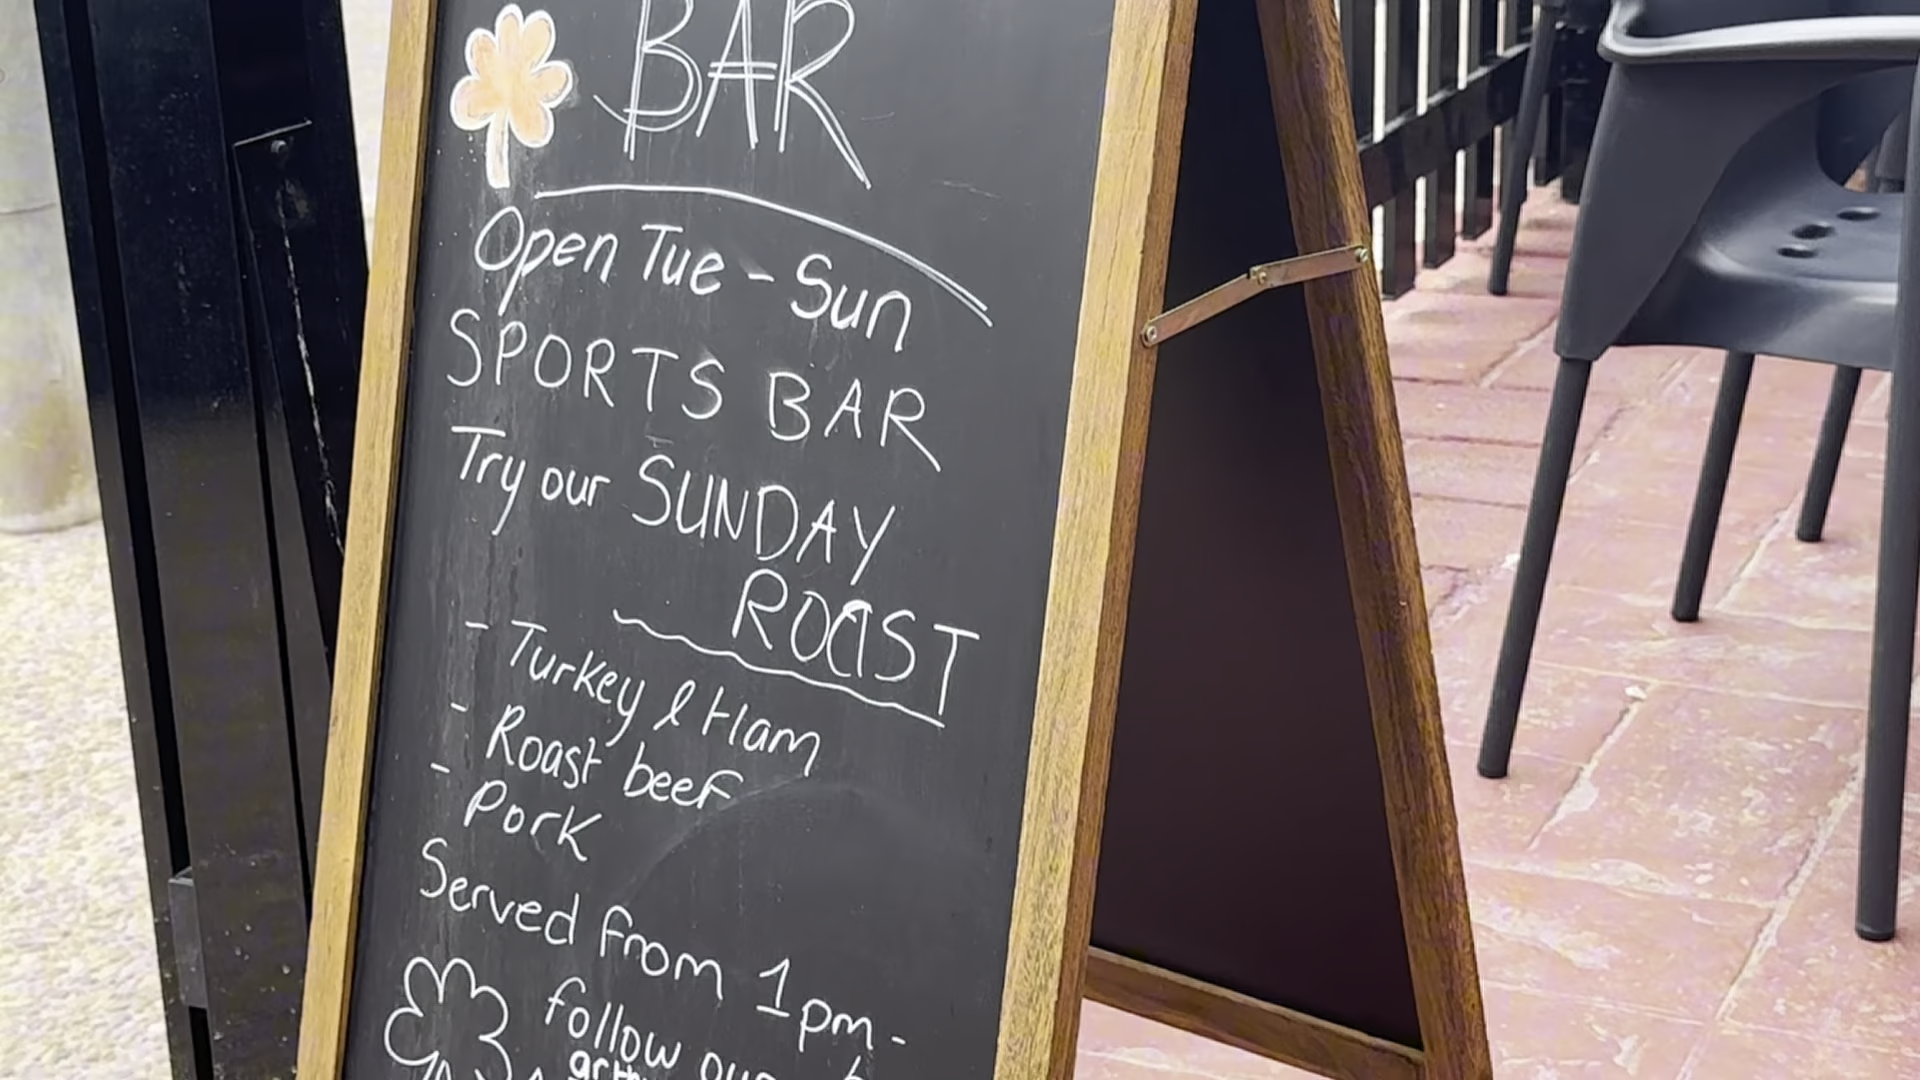 BAR
Open Tue - Sun
SPORTS BAR
Try our SUNDAY
ROAST
- Turkey & Ham
- Roast beef
- Pork
Served from 1pm -
follow our